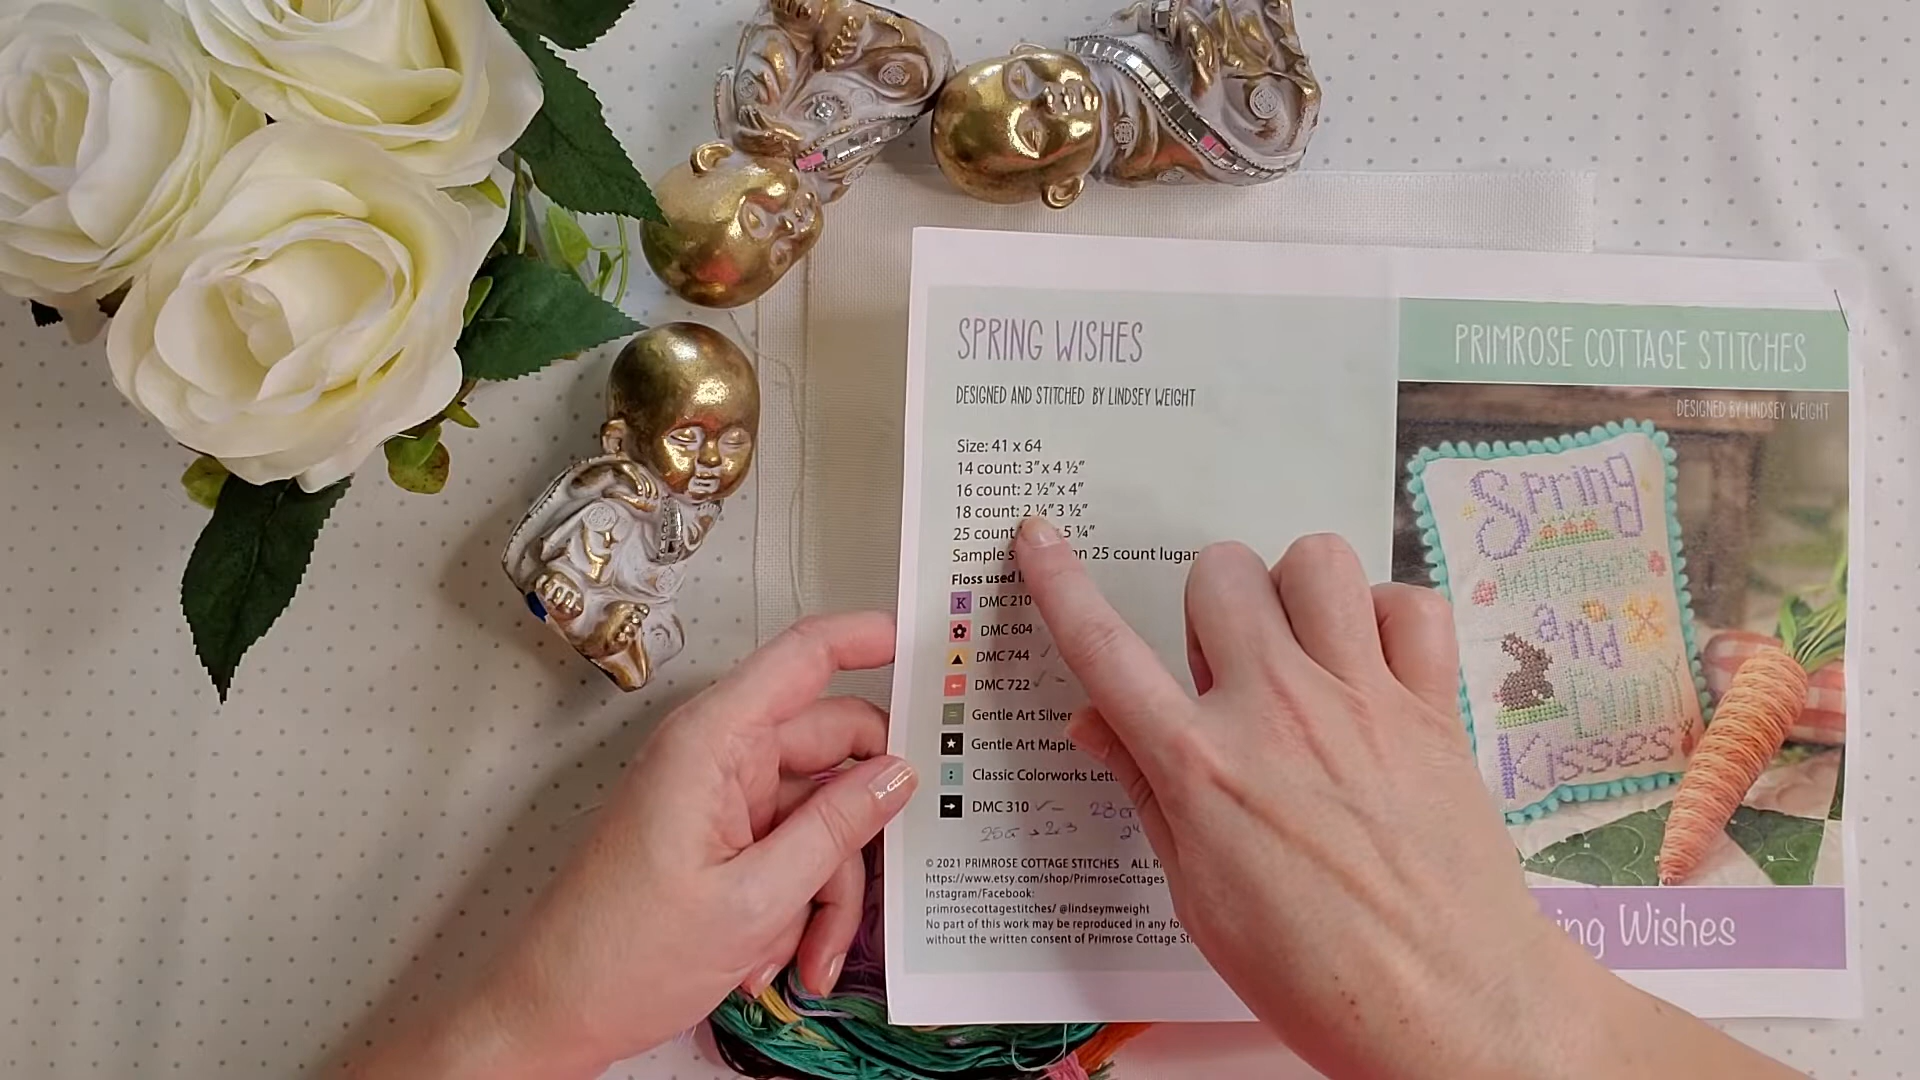 SPRING WISHES
DESIGNED AND STITCHED BY LINDSEY WEIGHT
Size: 41 x 64
14 count: 3" x 4 ½"
16 count: 2 ½" x 4"
18 count: 2 ¼" 3 ½"
25 count 5 ¼"
Sample on 25 count
Floss used
K DMC 210
DMC 604
DMC 744
DMC 722
Gentle Art Silver
Gentle Art Maple
Classic Colorworks
DMC 310
© 2021 PRIMROSE COTTAGE STITCHES ALL
https://www.etsy.com/shop/PrimroseCottages
Instagram/Facebook:
primrosecottagestitches/ @lindseymweight
No part of this work may be reproduced in any
without the written consent of Primrose Cottage
PRIMROSE COTTAGE STITCHES
DESIGNED BY LINDSEY WEIGHT
Spring
Wishes
and
Bunny
Kisses
Wishes